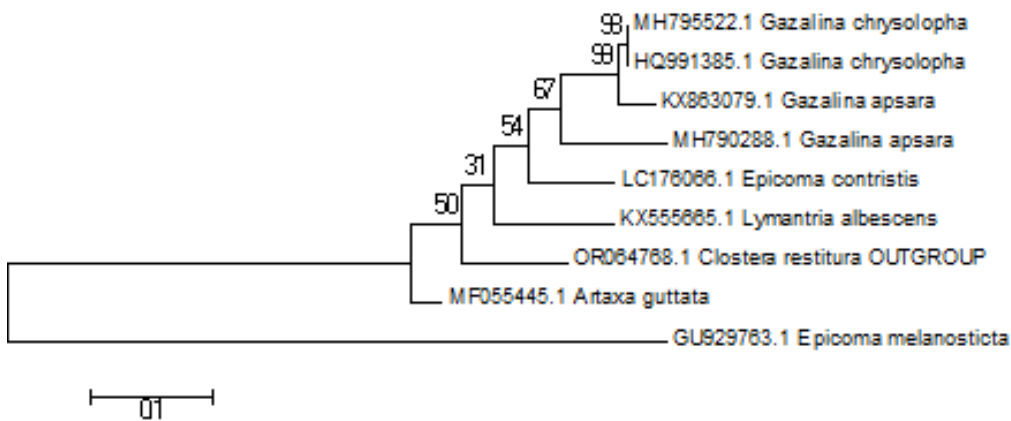 98 MH795522.1 Gazalina chrysolopha
99 HQ991385.1 Gazalina chrysolopha
67 KX863079.1 Gazalina apsara
54 MH790288.1 Gazalina apsara
31 LC176066.1 Epicoma contristis
50 KX555665.1 Lymantria albescens
OR064768.1 Clostera restitura OUTGROUP
MF055445.1 Artaxa guttata
GU929763.1 Epicoma melanosticta
01